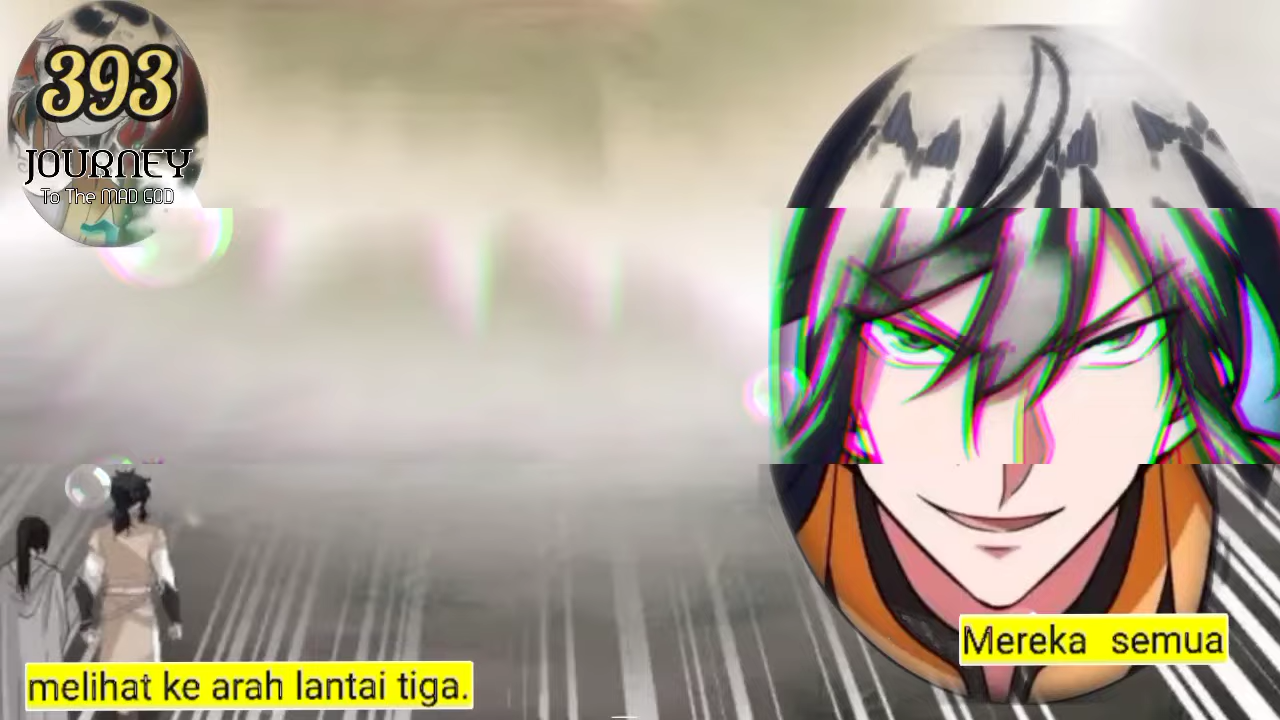 393
JOURNEY
To The MAD GOD
Mereka semua
melihat ke arah lantai tiga.